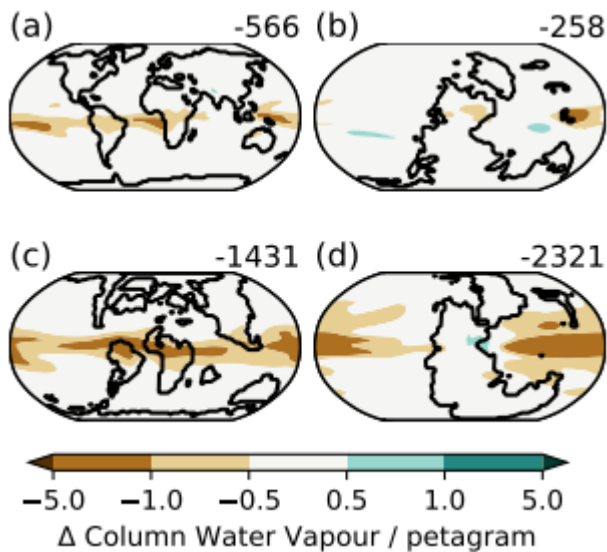 (a) -566 (b) -258
(c) -1431 (d) -2321
−5.0 −1.0 −0.5 0.5 1.0 5.0
Δ Column Water Vapour / petagram